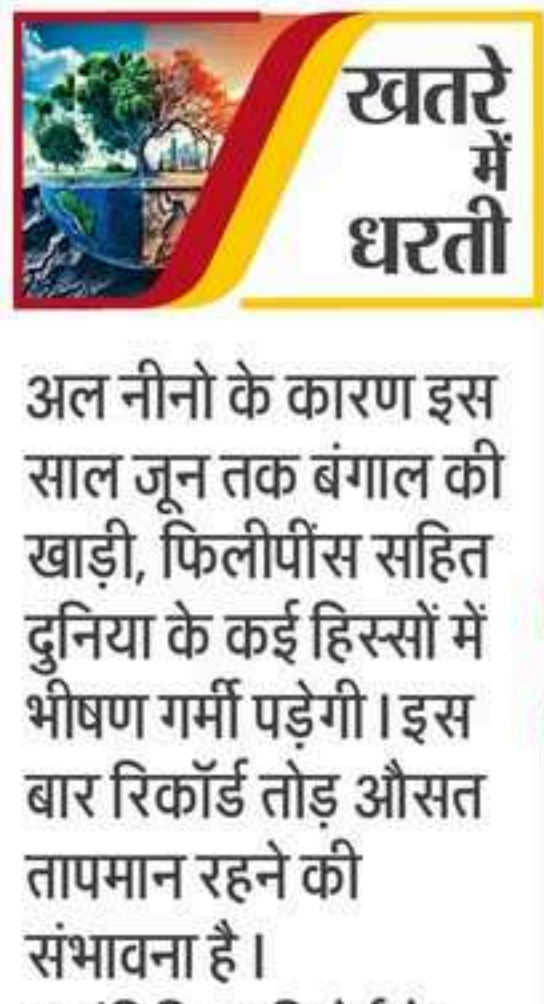 खतरे
में
धरती
अल नीनो के कारण इस
साल जून तक बंगाल की
खाड़ी, फिलीपींस सहित
दुनिया के कई हिस्सों में
भीषण गर्मी पड़ेगी। इस
बार रिकॉर्ड तोड़ औसत
तापमान रहने की
संभावना है।